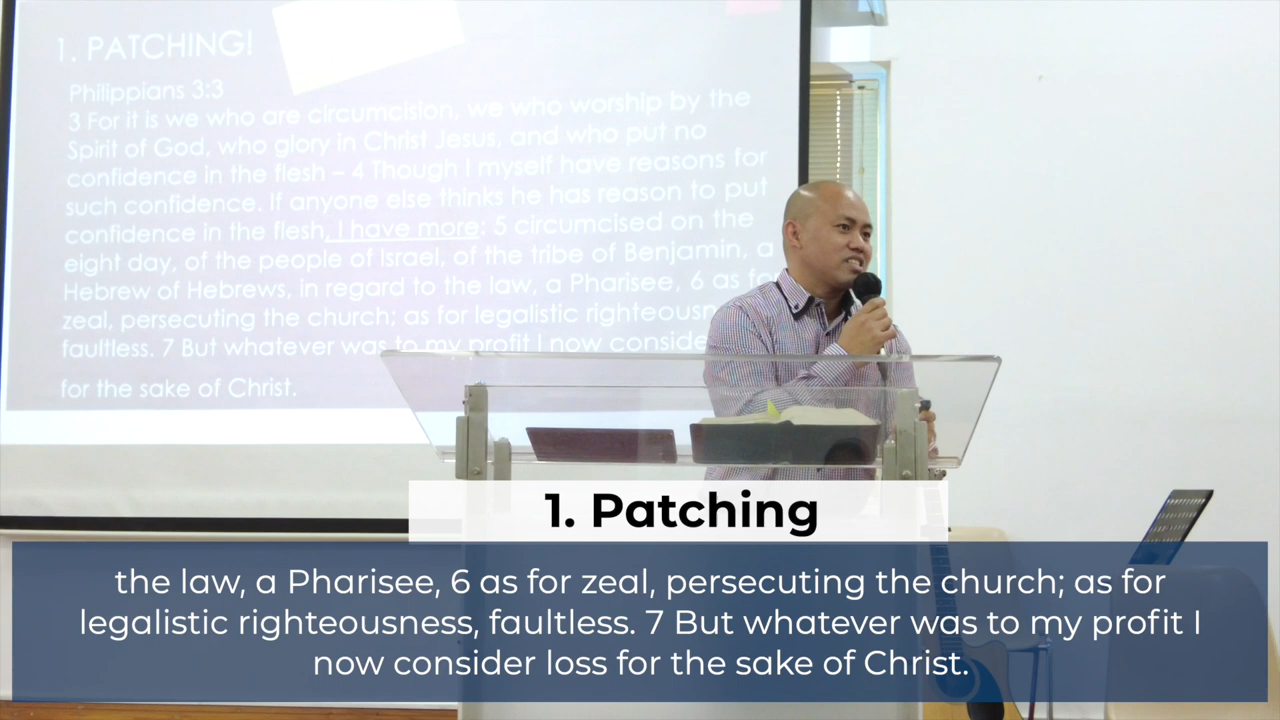 1. PATCHING!
Philippians 3:3
3 For it is we who are circumcision, we who worship by the
Spirit of God, who glory in Christ Jesus, and who put no
confidence in the flesh – 4 Though I myself have reasons for
such confidence. If anyone else thinks he has reason to put
confidence in the flesh, I have more: 5 circumcised on the
eight day, of the people of Israel, of the tribe of Benjamin, a
Hebrew of Hebrews, in regard to the law, a Pharisee, 6 as for
zeal, persecuting the church; as for legalistic righteousn
faultless. 7 But whatever was to my profit I now conside
for the sake of Christ.
1. Patching
the law, a Pharisee, 6 as for zeal, persecuting the church; as for
legalistic righteousness, faultless. 7 But whatever was to my profit I
now consider loss for the sake of Christ.